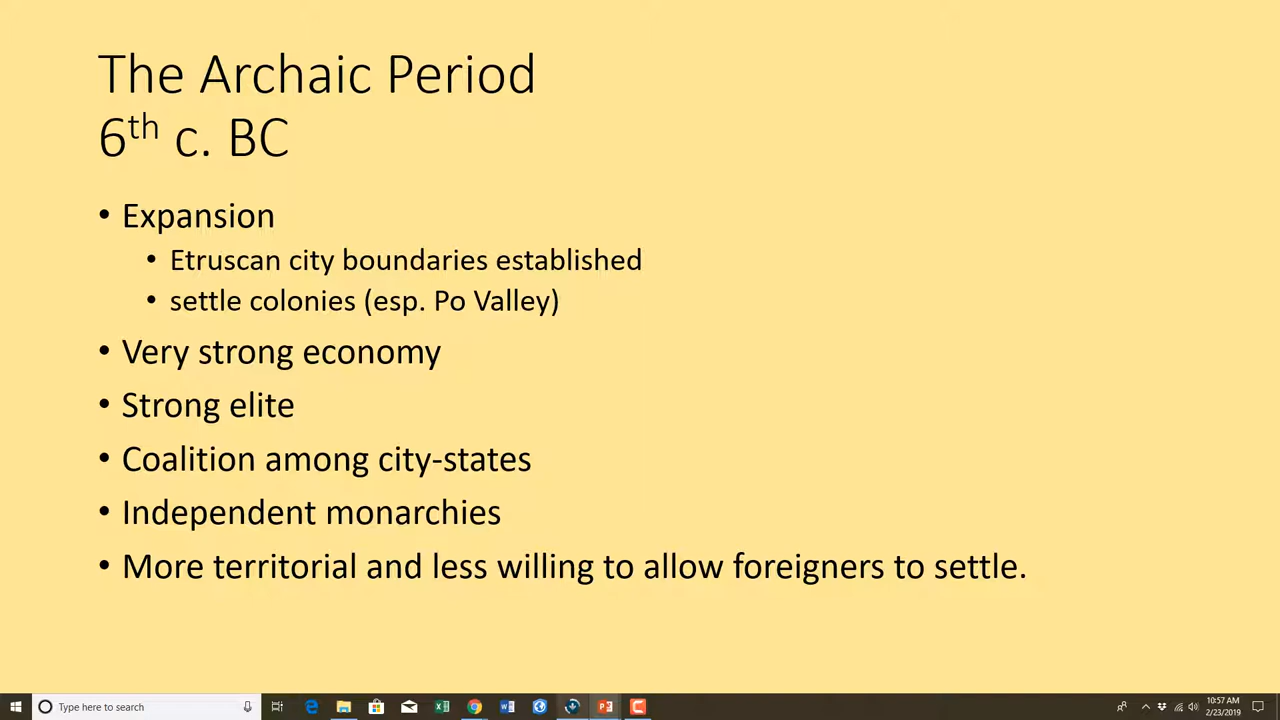 The Archaic Period
6th c. BC
• Expansion
• Etruscan city boundaries established
• settle colonies (esp. Po Valley)
• Very strong economy
• Strong elite
• Coalition among city-states
• Independent monarchies
• More territorial and less willing to allow foreigners to settle.
Type here to search
10:57 AM
2/23/2019